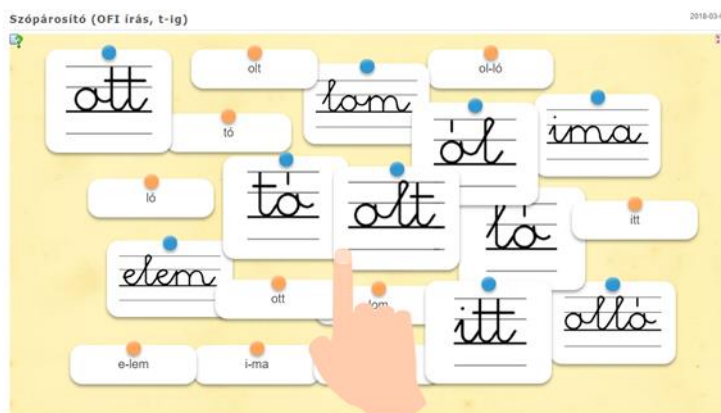 Szópárosító (OFI írás, t-ig)
2018-03-
ott
olt
lom
ol-ló
tó
ól
ima
ló
tó
olt
ló
itt
elem
ott
lom
itt
olló
e-lem
i-ma